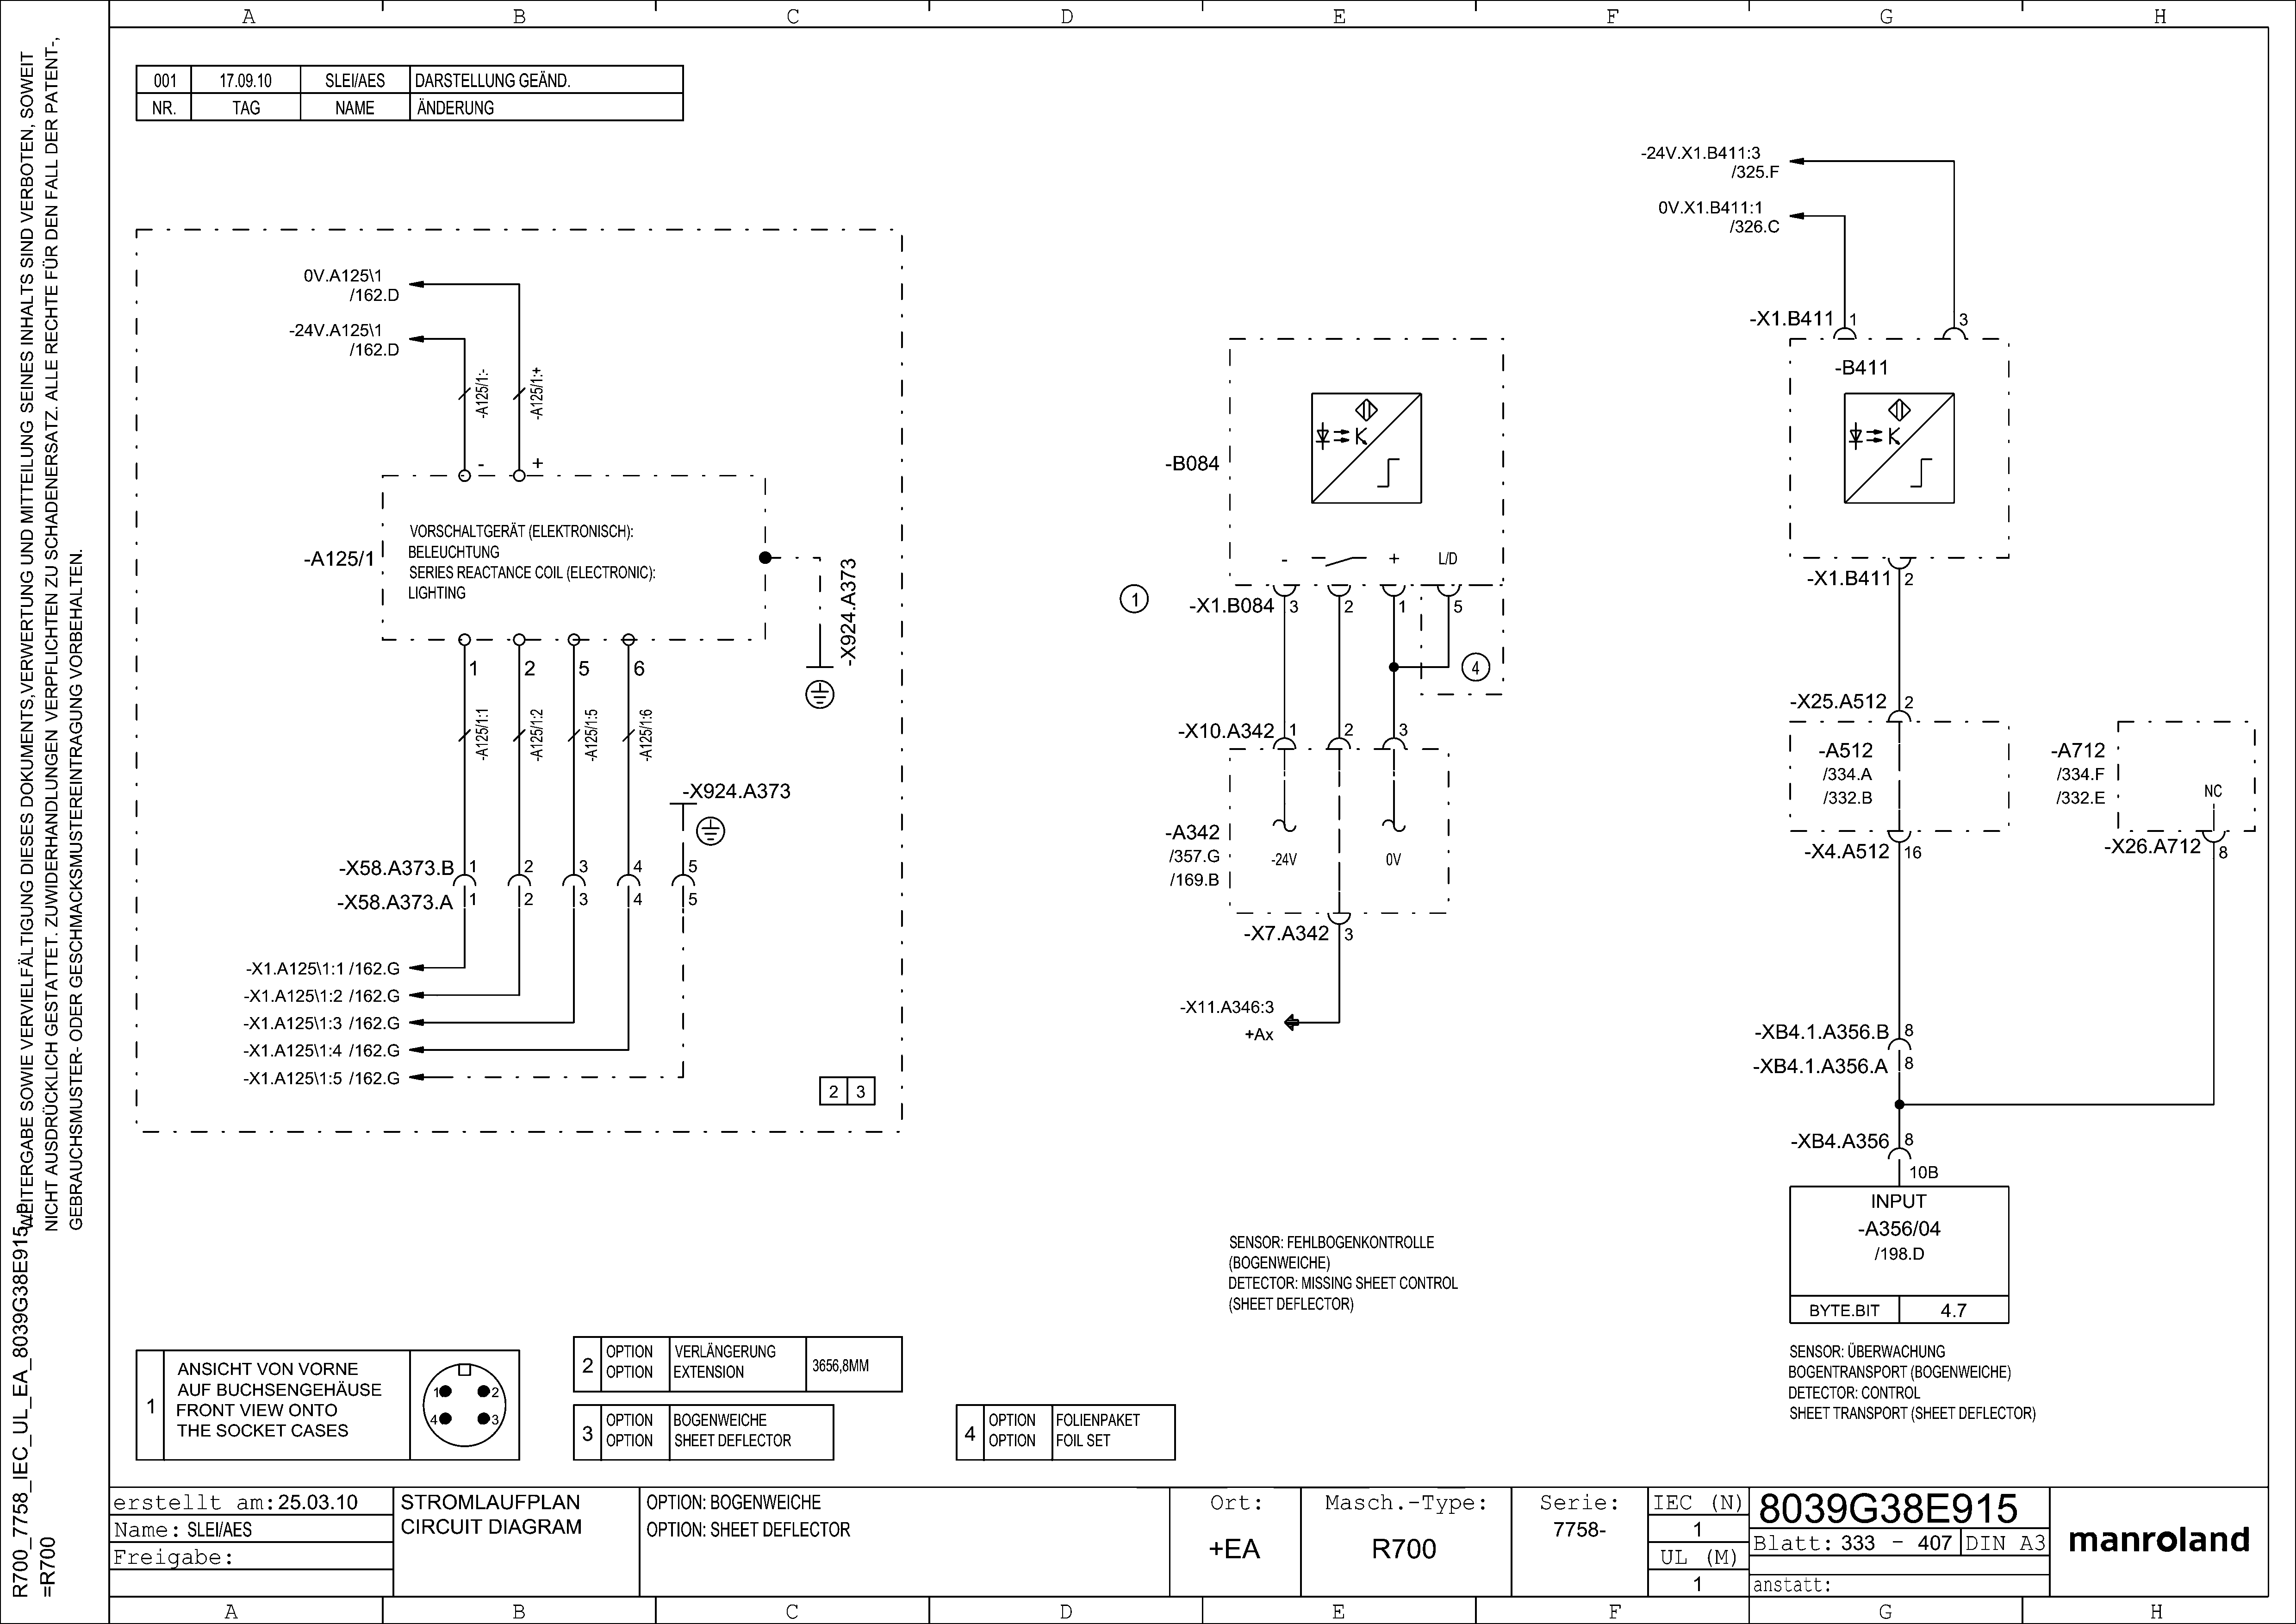 A B C D E F G H
001 17.09.10 SLEI/AES DARSTELLUNG GEÄND.
NR. TAG NAME ÄNDERUNG
WEITERGABE SOWIE VERVIELFÄLTIGUNG DIESES DOKUMENTS,VERWERTUNG UND MITTEILUNG SEINES INHALTS SIND VERBOTEN, SOWEIT
NICHT AUSDRÜCKLICH GESTATTET. ZUWIDERHANDLUNGEN VERPFLICHTEN ZU SCHADENERSATZ. ALLE RECHTE FÜR DEN FALL DER PATENT-,
GEBRAUCHSMUSTER- ODER GESCHMACKSMUSTEREINTRAGUNG VORBEHALTEN.
=R700
0V.A125\1
/162.D
-24V.A125\1
/162.D
-A125/1:-
-A125/1:+
- +
-A125/1
VORSCHALTGERÄT (ELEKTRONISCH):
BELEUCHTUNG
SERIES REACTANCE COIL (ELECTRONIC):
LIGHTING
-X924.A373
1 2 5 6
-A125/1:1
-A125/1:2
-A125/1:5
-A125/1:6
-X924.A373
-X58.A373.B 1 2 3 4 5
-X58.A373.A 1 2 3 4 5
-X1.A125\1:1 /162.G
-X1.A125\1:2 /162.G
-X1.A125\1:3 /162.G
-X1.A125\1:4 /162.G
-X1.A125\1:5 /162.G
2 3
-B084
- + L/D
1
-X1.B084 3 2 1 5
4
-X10.A342 1 2 3
-A342
/357.G
/169.B
-24V 0V
-X7.A342 3
-X11.A346:3
+Ax
SENSOR: FEHLBOGENKONTROLLE
(BOGENWEICHE)
DETECTOR: MISSING SHEET CONTROL
(SHEET DEFLECTOR)
-24V.X1.B411:3
/325.F
0V.X1.B411:1
/326.C
-X1.B411 1 3
-B411
-X1.B411 2
-X25.A512 2
-A512
/334.A
/332.B
-X4.A512 16
-A712
/334.F
/332.E
NC
-X26.A712 8
-XB4.1.A356.B 8
-XB4.1.A356.A 8
-XB4.A356 8
10B
INPUT
-A356/04
/198.D
BYTE.BIT 4.7
SENSOR: ÜBERWACHUNG
BOGENTRANSPORT (BOGENWEICHE)
DETECTOR: CONTROL
SHEET TRANSPORT (SHEET DEFLECTOR)
1
ANSICHT VON VORNE
AUF BUCHSENGEHÄUSE
FRONT VIEW ONTO
THE SOCKET CASES
1 2
4 3
2
OPTION VERLÄNGERUNG
OPTION EXTENSION
3656,8MM
3
OPTION BOGENWEICHE
OPTION SHEET DEFLECTOR
4
OPTION FOLIENPAKET
OPTION FOIL SET
erstellt am: 25.03.10
Name: SLEI/AES
Freigabe:
STROMLAUFPLAN
CIRCUIT DIAGRAM
OPTION: BOGENWEICHE
OPTION: SHEET DEFLECTOR
Ort:
+EA
Masch.-Type:
R700
Serie:
7758-
IEC (N)
1
UL (M)
1
8039G38E915
Blatt: 333 - 407 DIN A3
anstatt:
manroland
A B C D E F G H